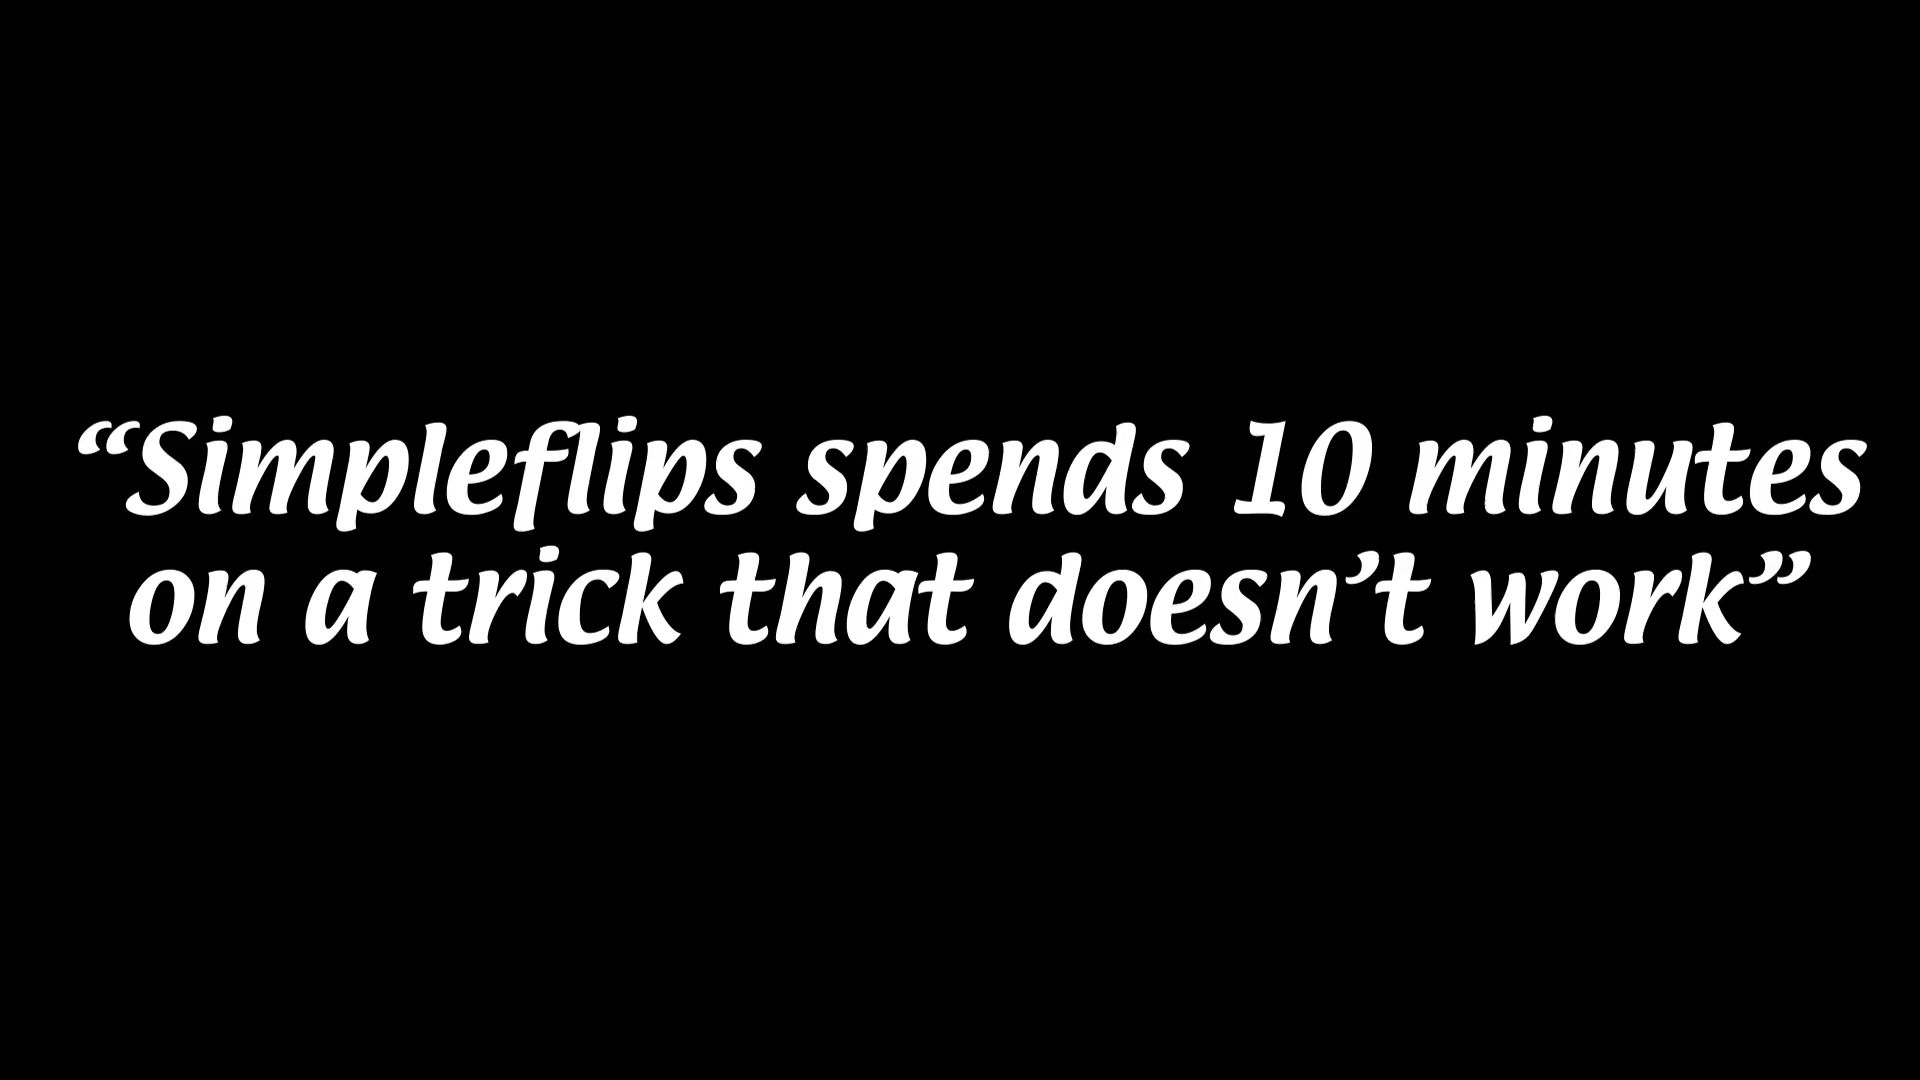 “Simpleflips spends 10 minutes
on a trick that doesn’t work”